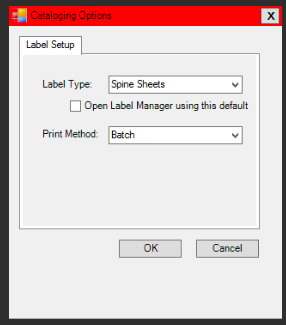 Cataloging Options
X
Label Setup
Label Type: Spine Sheets
Open Label Manager using this default
Print Method: Batch
OK Cancel